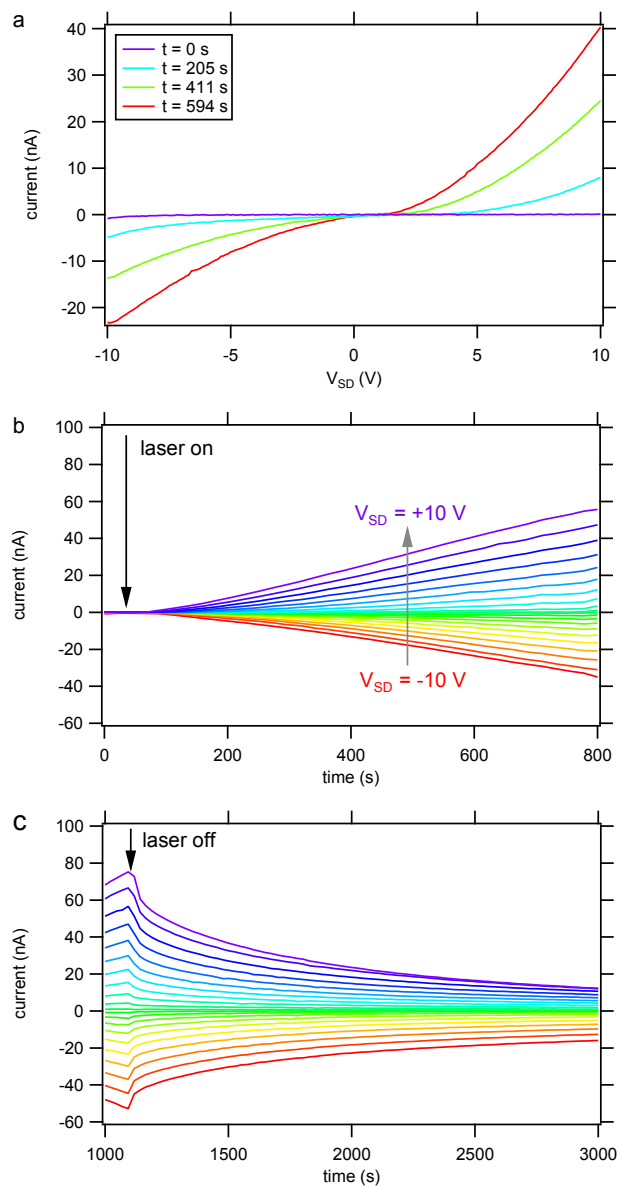 a
40
30
20
10
0
-10
-20
current (nA)
t = 0 s
t = 205 s
t = 411 s
t = 594 s
-10
-5
0
5
10
V_SD (V)
b
100
80
60
40
20
0
-20
-40
-60
current (nA)
laser on
V_SD = +10 V
V_SD = -10 V
0
200
400
600
800
time (s)
c
100
80
60
40
20
0
-20
-40
-60
current (nA)
laser off
1000
1500
2000
2500
3000
time (s)